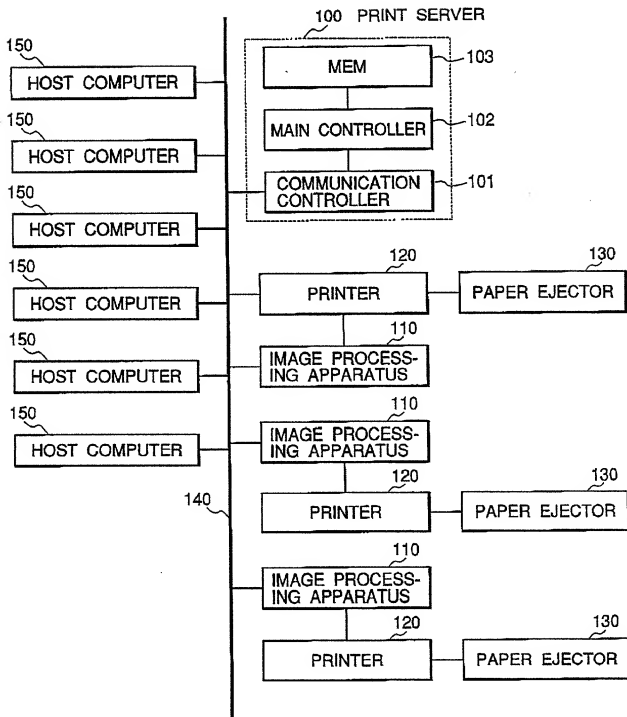 100 PRINT SERVER
150
HOST COMPUTER
MEM
103
150
HOST COMPUTER
MAIN CONTROLLER
102
150
HOST COMPUTER
COMMUNICATION
CONTROLLER
101
150
HOST COMPUTER
120
PRINTER
130
PAPER EJECTOR
150
HOST COMPUTER
110
IMAGE PROCESS-
ING APPARATUS
150
HOST COMPUTER
110
IMAGE PROCESS-
ING APPARATUS
140
120
PRINTER
130
PAPER EJECTOR
110
IMAGE PROCESS-
ING APPARATUS
120
PRINTER
130
PAPER EJECTOR